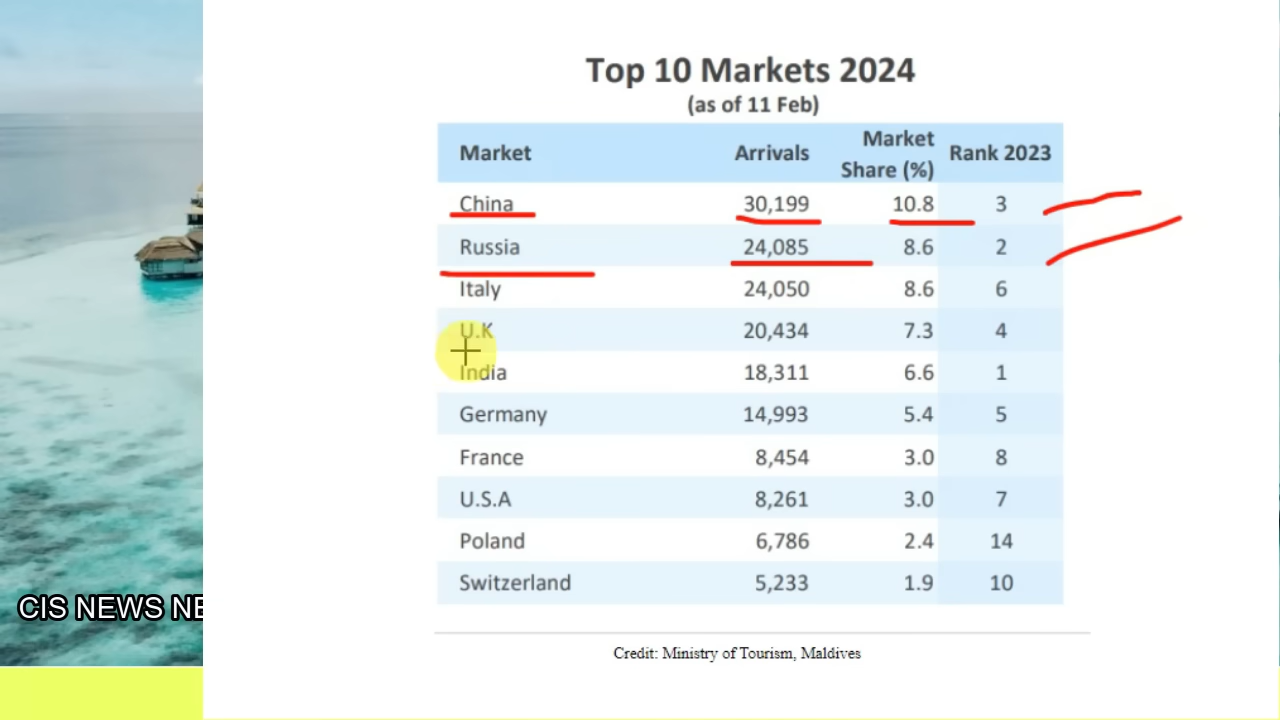 Top 10 Markets 2024
(as of 11 Feb)
Market Arrivals Market Share (%) Rank 2023
China 30,199 10.8 3
Russia 24,085 8.6 2
Italy 24,050 8.6 6
U.K 20,434 7.3 4
India 18,311 6.6 1
Germany 14,993 5.4 5
France 8,454 3.0 8
U.S.A 8,261 3.0 7
Poland 6,786 2.4 14
Switzerland 5,233 1.9 10
CIS NEWS NE
Credit: Ministry of Tourism, Maldives